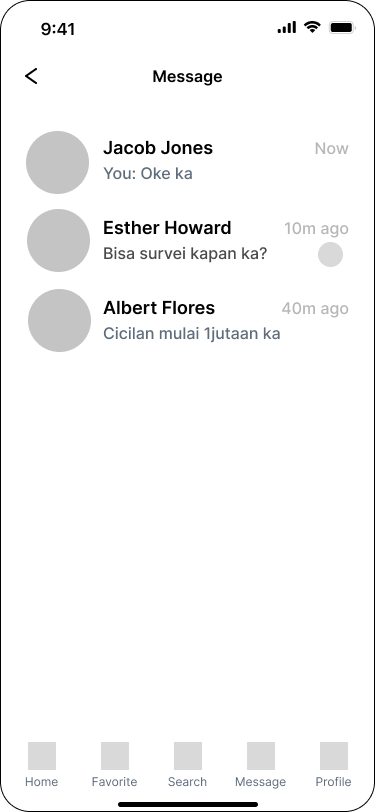 9:41
Message
Jacob Jones
Now
You: Oke ka
Esther Howard
10m ago
Bisa survei kapan ka?
Albert Flores
40m ago
Cicilan mulai 1jutaan ka
Home
Favorite
Search
Message
Profile